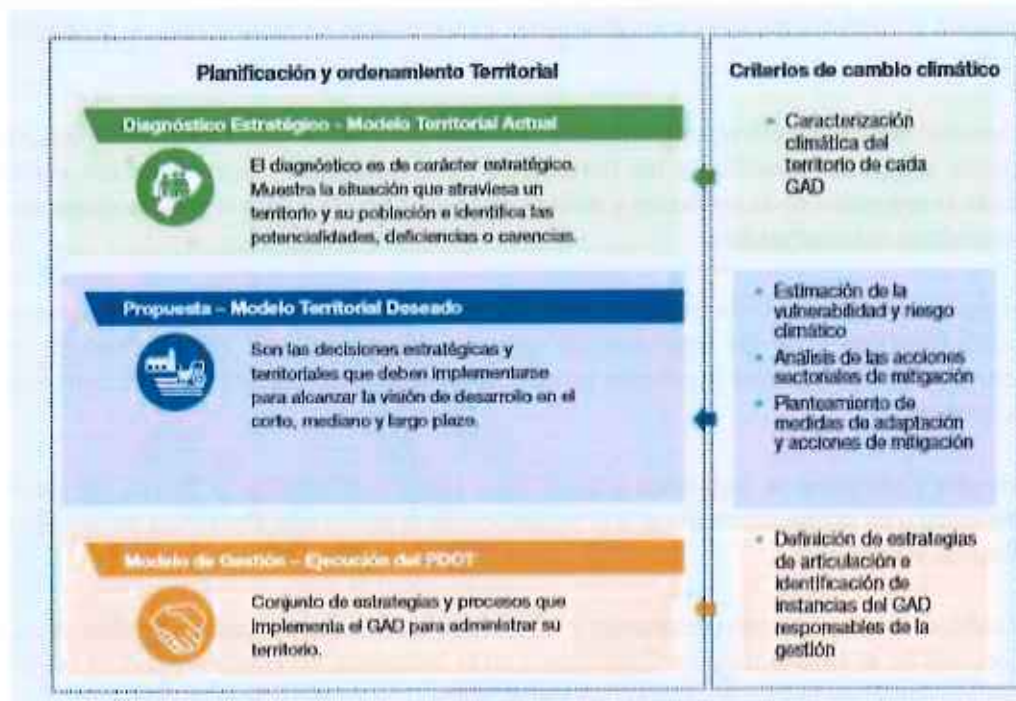 Planificación y ordenamiento Territorial
Diagnóstico Estratégico – Modelo Territorial Actual
El diagnóstico es de carácter estratégico.
Muestra la situación que atraviesa un
territorio y su población e identifica las
potencialidades, deficiencias o carencias.
Propuesta – Modelo Territorial Deseado
Son las decisiones estratégicas y
territoriales que deben implementarse
para alcanzar la visión de desarrollo en el
corto, mediano y largo plazo.
Modelo de Gestión – Ejecución del PDOT
Conjunto de estrategias y procesos que
implementa el GAD para administrar su
territorio.
Criterios de cambio climático
• Caracterización
climática del
territorio de cada
GAD
• Estimación de la
vulnerabilidad y riesgo
climático
• Análisis de las acciones
sectoriales de mitigación
• Planteamiento de
medidas de adaptación
y acciones de mitigación
• Definición de estrategias
de articulación e
identificación de
instancias del GAD
responsables de la
gestión